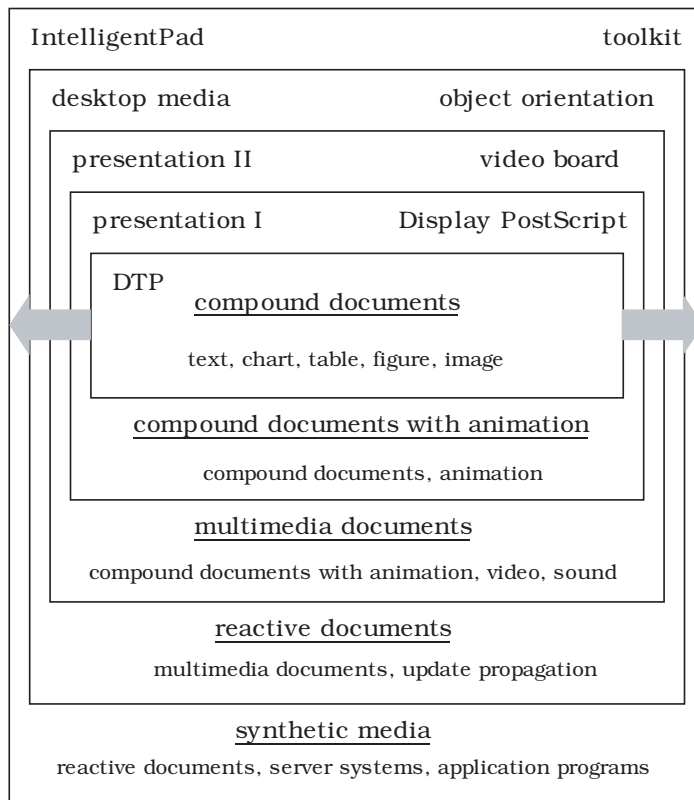 IntelligentPad toolkit
desktop media object orientation
presentation II video board
presentation I Display PostScript
DTP
compound documents
text, chart, table, figure, image
compound documents with animation
compound documents, animation
multimedia documents
compound documents with animation, video, sound
reactive documents
multimedia documents, update propagation
synthetic media
reactive documents, server systems, application programs